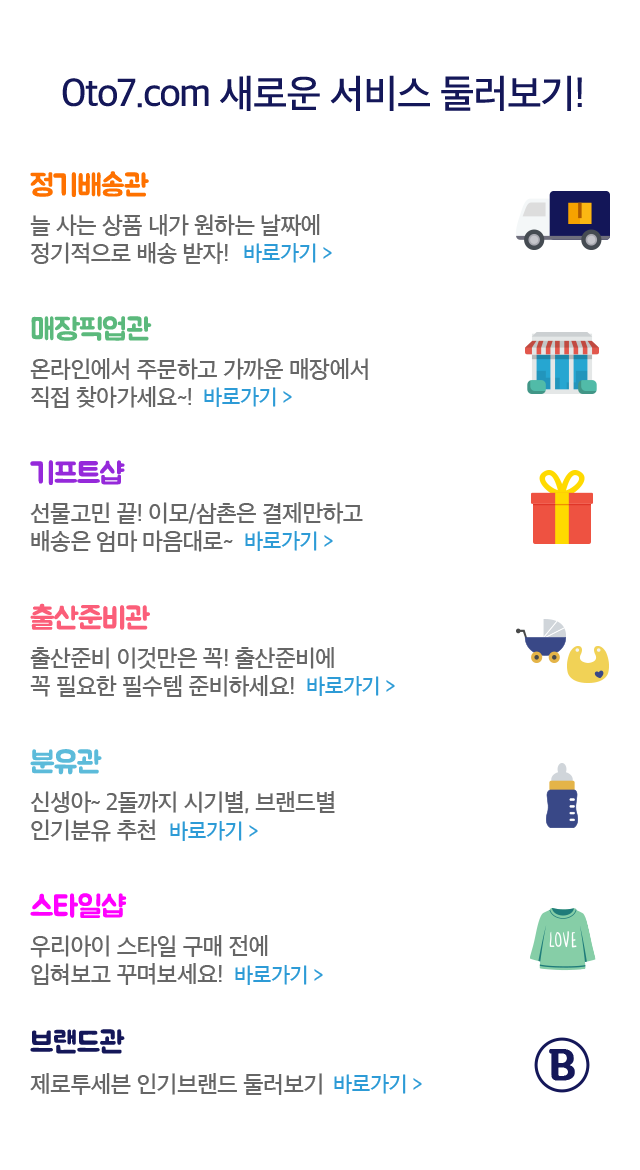 0to7.com 새로운 서비스 둘러보기!
정기배송관
늘 사는 상품 내가 원하는 날짜에
정기적으로 배송 받자! 바로가기 >
매장픽업관
온라인에서 주문하고 가까운 매장에서
직접 찾아가세요~! 바로가기 >
기프트샵
선물고민 끝! 이모/삼촌은 결제만하고
배송은 엄마 마음대로~ 바로가기 >
출산준비관
출산준비 이것만은 꼭! 출산준비에
꼭 필요한 필수템 준비하세요! 바로가기 >
분유관
신생아~ 2돌까지 시기별, 브랜드별
인기분유 추천 바로가기 >
스타일샵
우리아이 스타일 구매 전에
입혀보고 꾸며보세요! 바로가기 >
LOVE
브랜드관
제로투세븐 인기브랜드 둘러보기 바로가기 >
B